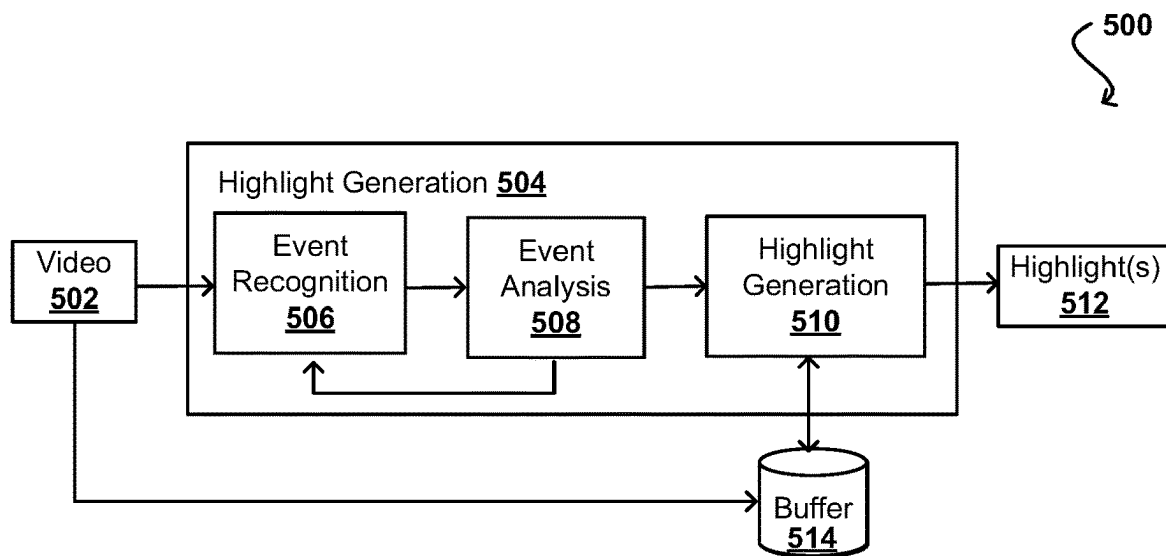 500
Highlight Generation 504
Video
502
Event
Recognition
506
Event
Analysis
508
Highlight
Generation
510
Highlight(s)
512
Buffer
514